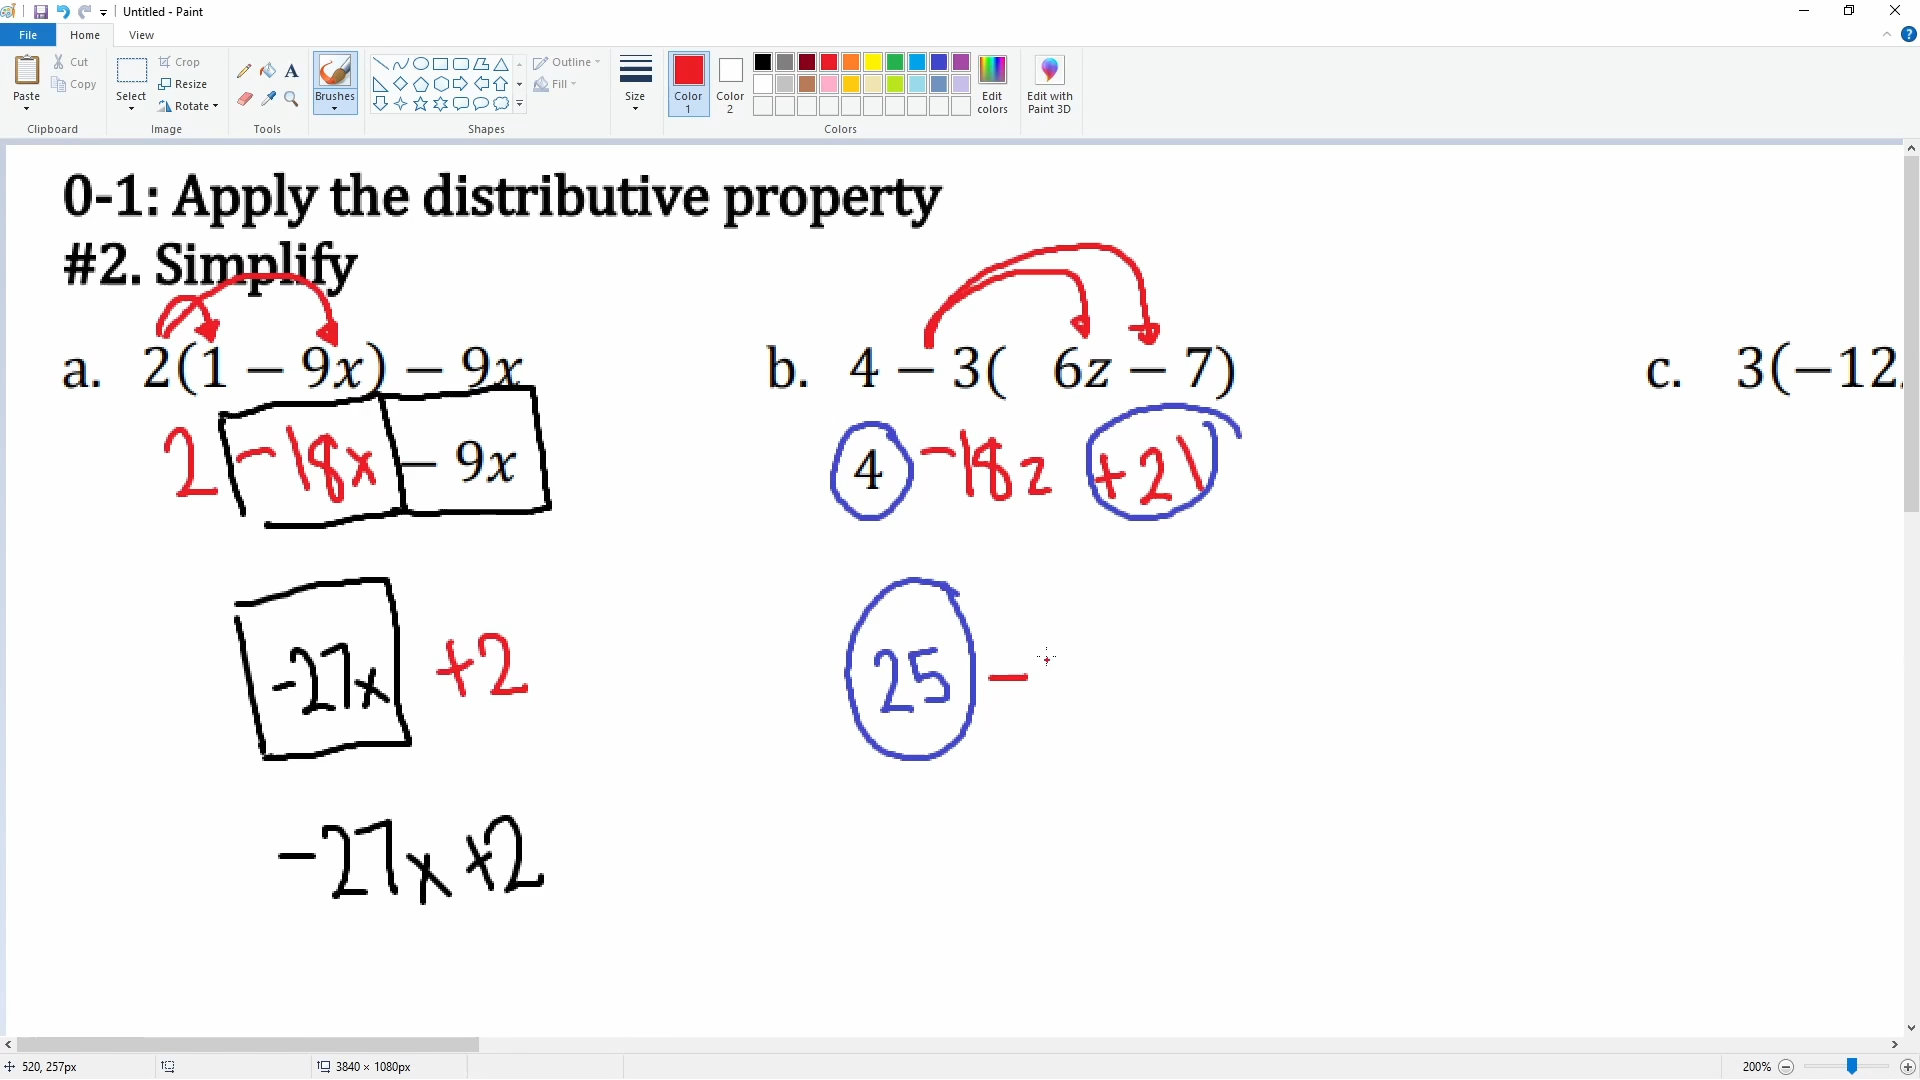 Untitled - Paint
File Home View
Cut
Copy
Paste
Clipboard
Select
Crop
Resize
Rotate
Image
A
Tools
Brushes
Outline
Fill
Shapes
Size
Color 1
Color 2
Edit colors
Colors
Edit with Paint 3D
0-1: Apply the distributive property
#2. Simplify
a. 2(1 − 9x) − 9x
2 −18x − 9x
-27x +2
-27x+2
b. 4 − 3( 6z − 7)
4 -18z +21
25 −
c. 3(−12
520, 257px
3840 × 1080px
200%